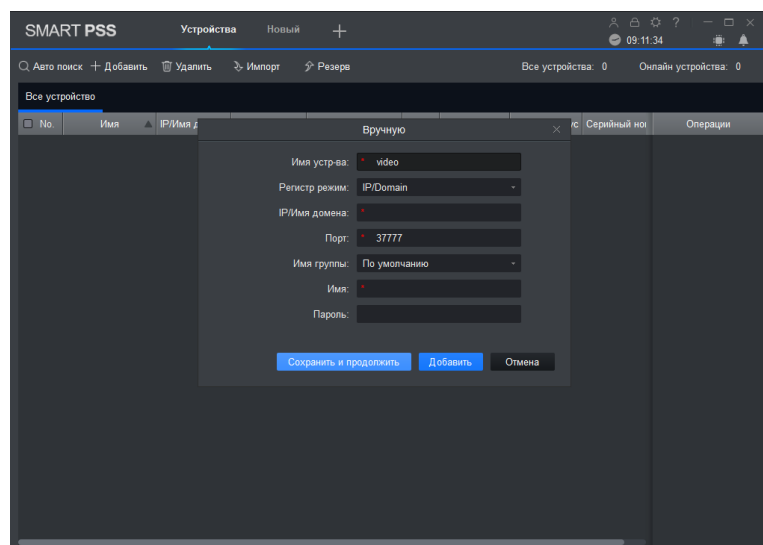 SMART PSS Устройства Новый
09:11:34
Авто поиск Добавить Удалить Импорт Резерв Все устройства: 0 Онлайн устройства: 0
Все устройство
No. Имя IP/Имя Серийный Операции
Вручную
Имя устр-ва: * video
Регистр режим: IP/Domain
IP/Имя домена: *
Порт: * 37777
Имя группы: По умолчанию
Имя: *
Пароль:
Сохранить и продолжить Добавить Отмена